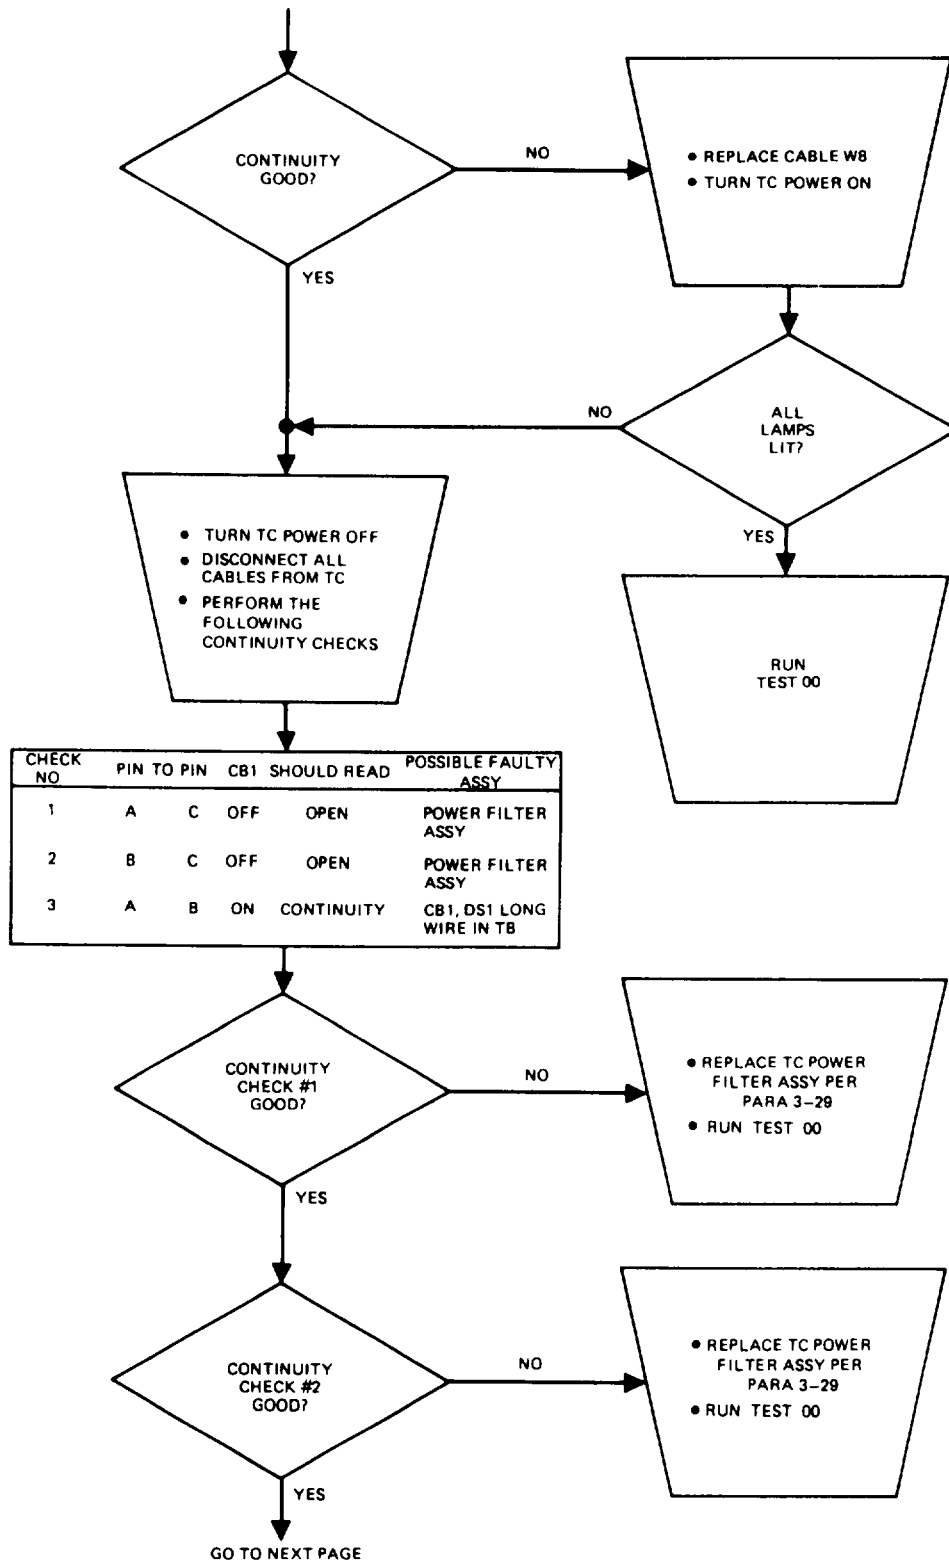 CONTINUITY
GOOD?
NO
● REPLACE CABLE W8
● TURN TC POWER ON
YES
ALL
LAMPS
LIT?
NO
YES
RUN
TEST 00
● TURN TC POWER OFF
● DISCONNECT ALL
CABLES FROM TC
● PERFORM THE
FOLLOWING
CONTINUITY CHECKS
CHECK NO PIN TO PIN CB1 SHOULD READ POSSIBLE FAULTY ASSY
1 A C OFF OPEN POWER FILTER
ASSY
2 B C OFF OPEN POWER FILTER
ASSY
3 A B ON CONTINUITY CB1, DS1 LONG
WIRE IN TB
CONTINUITY
CHECK #1
GOOD?
NO
● REPLACE TC POWER
FILTER ASSY PER
PARA 3-29
● RUN TEST 00
YES
CONTINUITY
CHECK #2
GOOD?
NO
● REPLACE TC POWER
FILTER ASSY PER
PARA 3-29
● RUN TEST 00
YES
GO TO NEXT PAGE